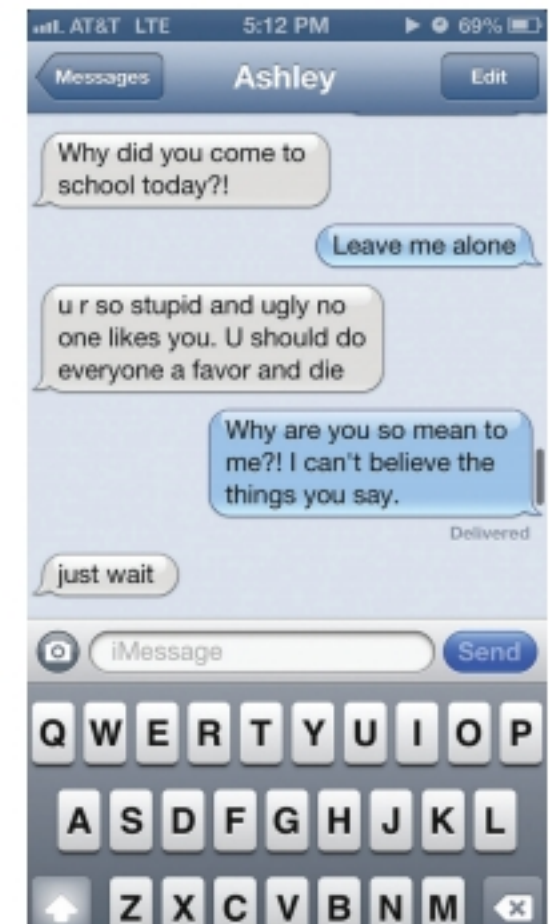 AT&T LTE 5:12 PM 69%
Messages Ashley Edit
Why did you come to
school today?!
Leave me alone
u r so stupid and ugly no
one likes you. U should do
everyone a favor and die
Why are you so mean to
me?! I can't believe the
things you say.
Delivered
just wait
iMessage Send
Q W E R T Y U I O P
A S D F G H J K L
Z X C V B N M